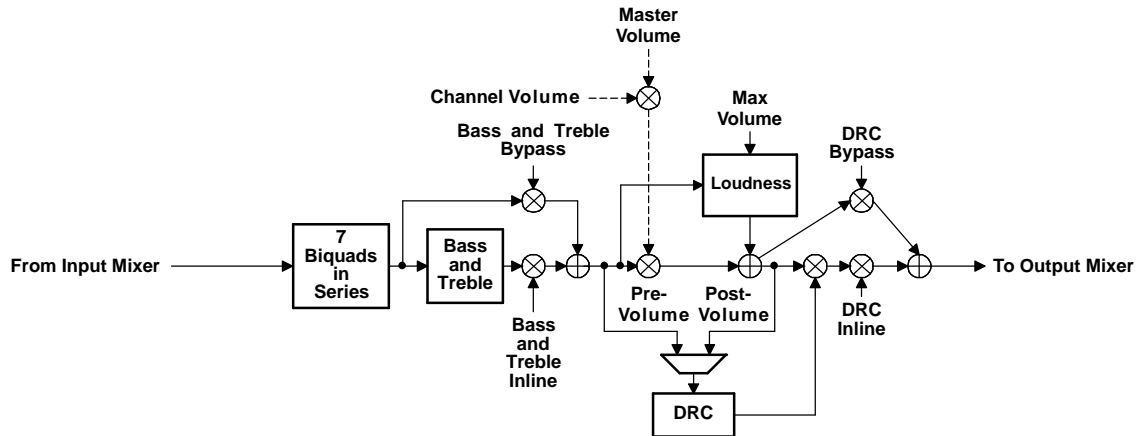 Master
Volume
Channel Volume
Max
Volume
Bass and Treble
Bypass
DRC
Bypass
Loudness
7
Biquads
in
Series
Bass
and
Treble
From Input Mixer
To Output Mixer
Pre-
Volume
Post-
Volume
DRC
Inline
Bass
and
Treble
Inline
DRC